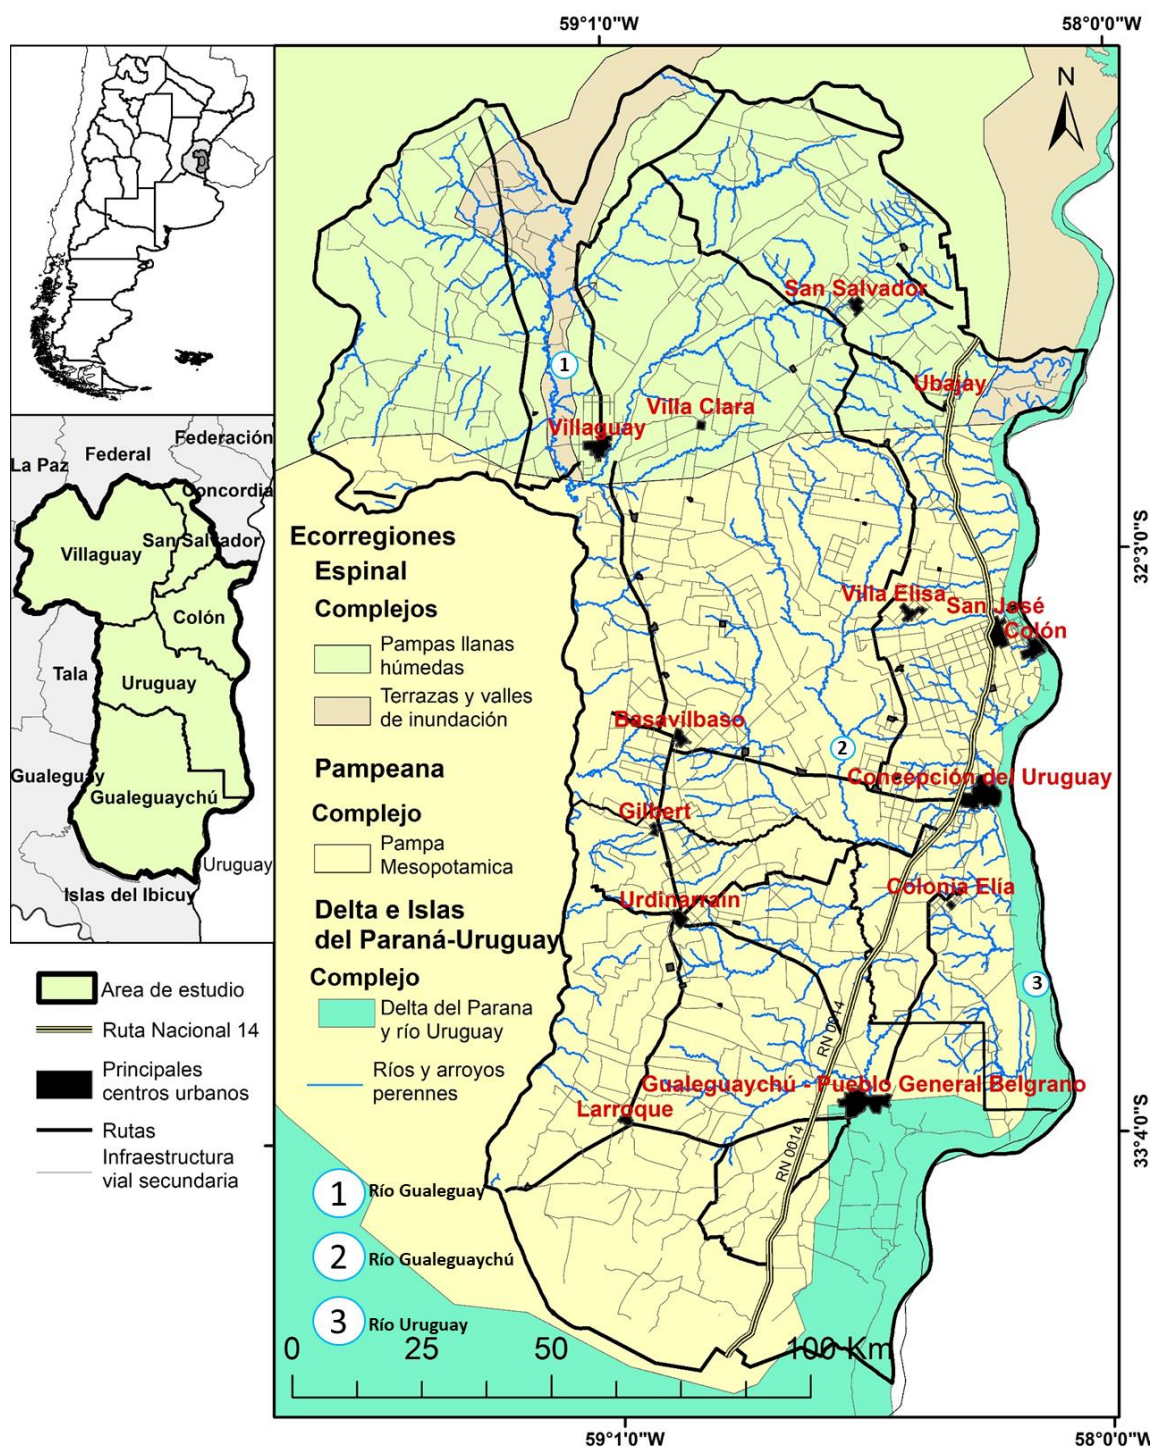 59°1'0"W
58°0'0"W
N
San Salvador
1
Ubajay
Villa Clara
Villaguay
Federación
Federal
La Paz
Concordia
San Salvador
Villaguay
Colón
Tala
Uruguay
Gualeguay
Gualeguaychú
Uruguay
Islas del Ibicuy
32°3'0"S
Ecorregiones
Espinal
Complejos
Pampas llanas
húmedas
Terrazas y valles
de inundación
Pampeana
Complejo
Pampa
Mesopotamica
Delta e Islas
del Paraná-Uruguay
Complejo
Delta del Parana
y río Uruguay
Ríos y arroyos
perennes
Villa Elisa
San José
Colón
Basavilbaso
2
Concepción del Uruguay
Gilbert
Colonia Elía
Urdinarrain
3
RN 0014
Gualeguaychú - Pueblo General Belgrano
Larroque
RN 0014
33°4'0"S
Area de estudio
Ruta Nacional 14
Principales
centros urbanos
Rutas
Infraestructura
vial secundaria
1 Río Gualeguay
2 Río Gualeguaychú
3 Río Uruguay
0 25 50 100 Km
59°1'0"W
58°0'0"W